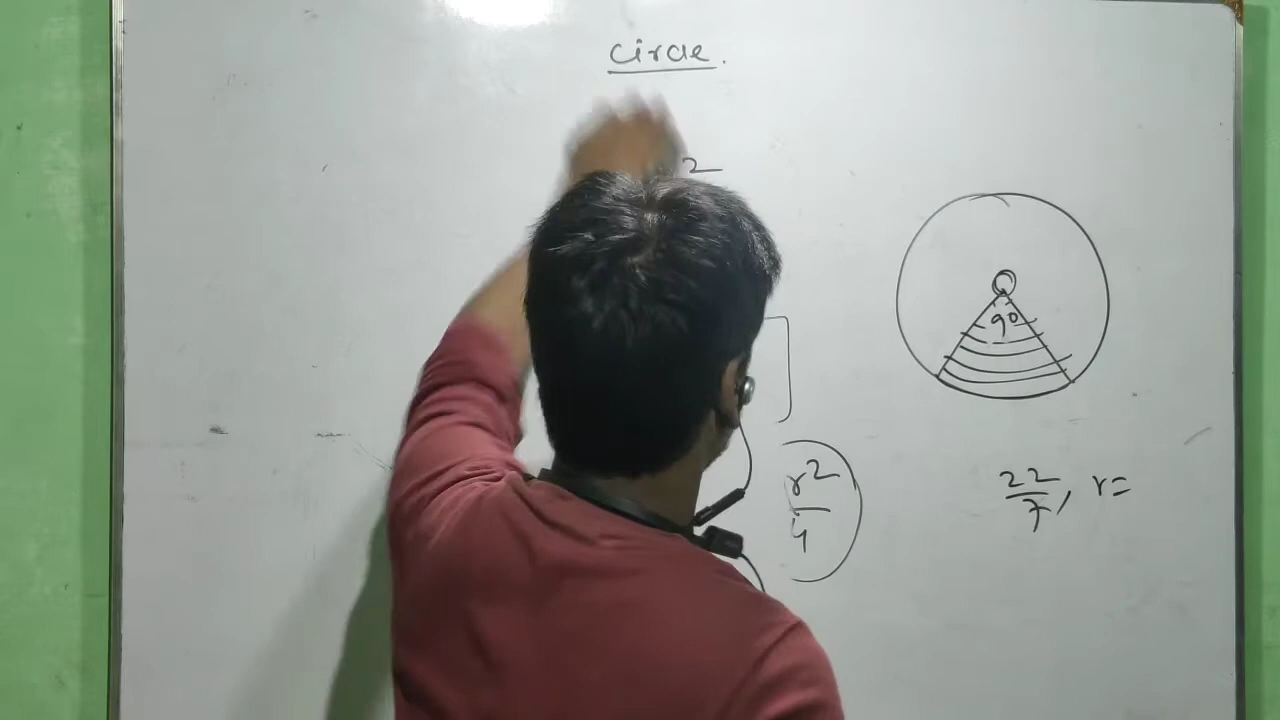 Circle.
2
90
r²
4
22/7, r=